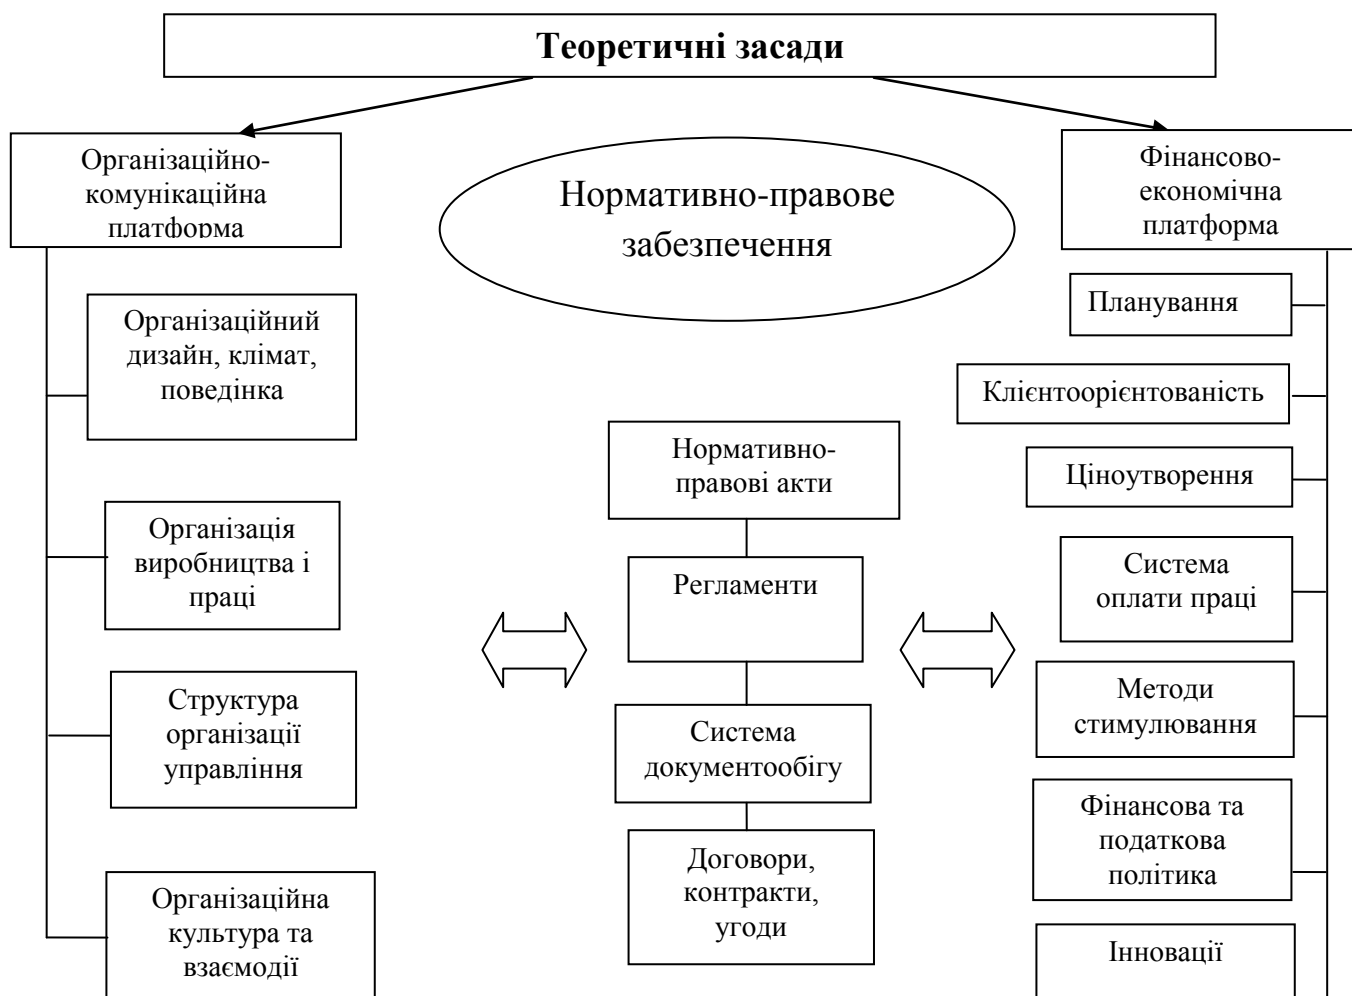 Теоретичні засади
Організаційно-
комунікаційна
платформа
Нормативно-правове
забезпечення
Фінансово-
економічна
платформа
Організаційний
дизайн, клімат,
поведінка
Організація
виробництва і
праці
Структура
організації
управління
Організаційна
культура та
взаємодії
Нормативно-
правові акти
Регламенти
Система
документообігу
Договори,
контракти,
угоди
Планування
Клієнтоорієнтованість
Ціноутворення
Система
оплати праці
Методи
стимулювання
Фінансова та
податкова
політика
Інновації